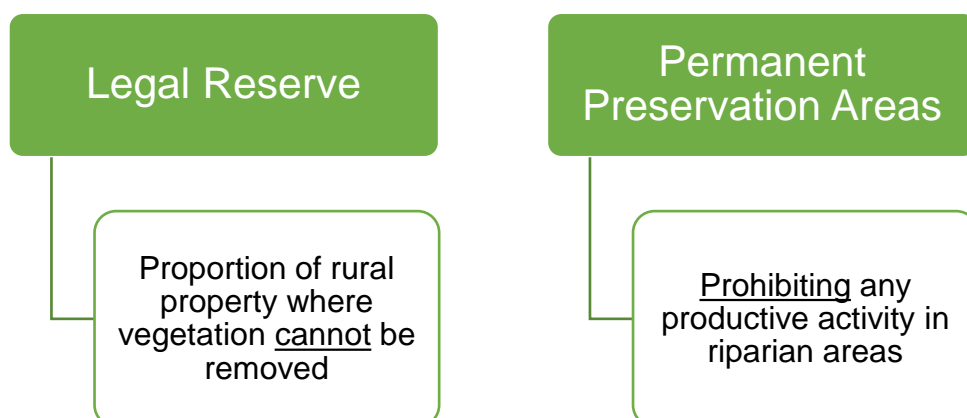 Legal Reserve
Proportion of rural
property where
vegetation cannot be
removed
Permanent
Preservation Areas
Prohibiting any
productive activity in
riparian areas